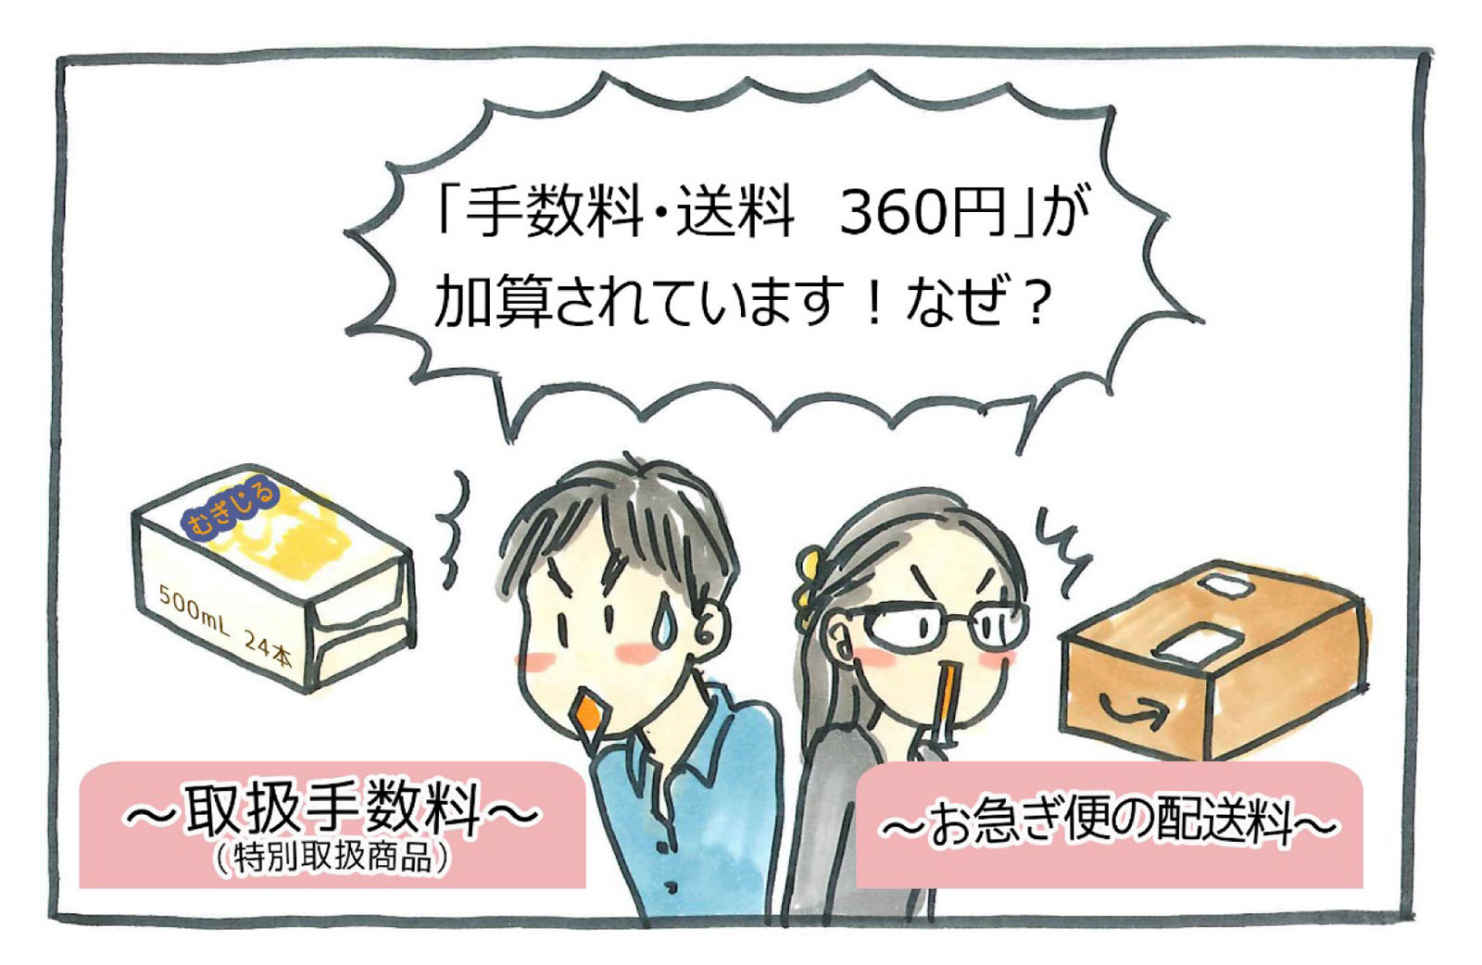 「手数料・送料　360円」が
加算されています！なぜ？
むぎじる
500mL 24本
～取扱手数料～
(特別取扱商品)
～お急ぎ便の配送料～